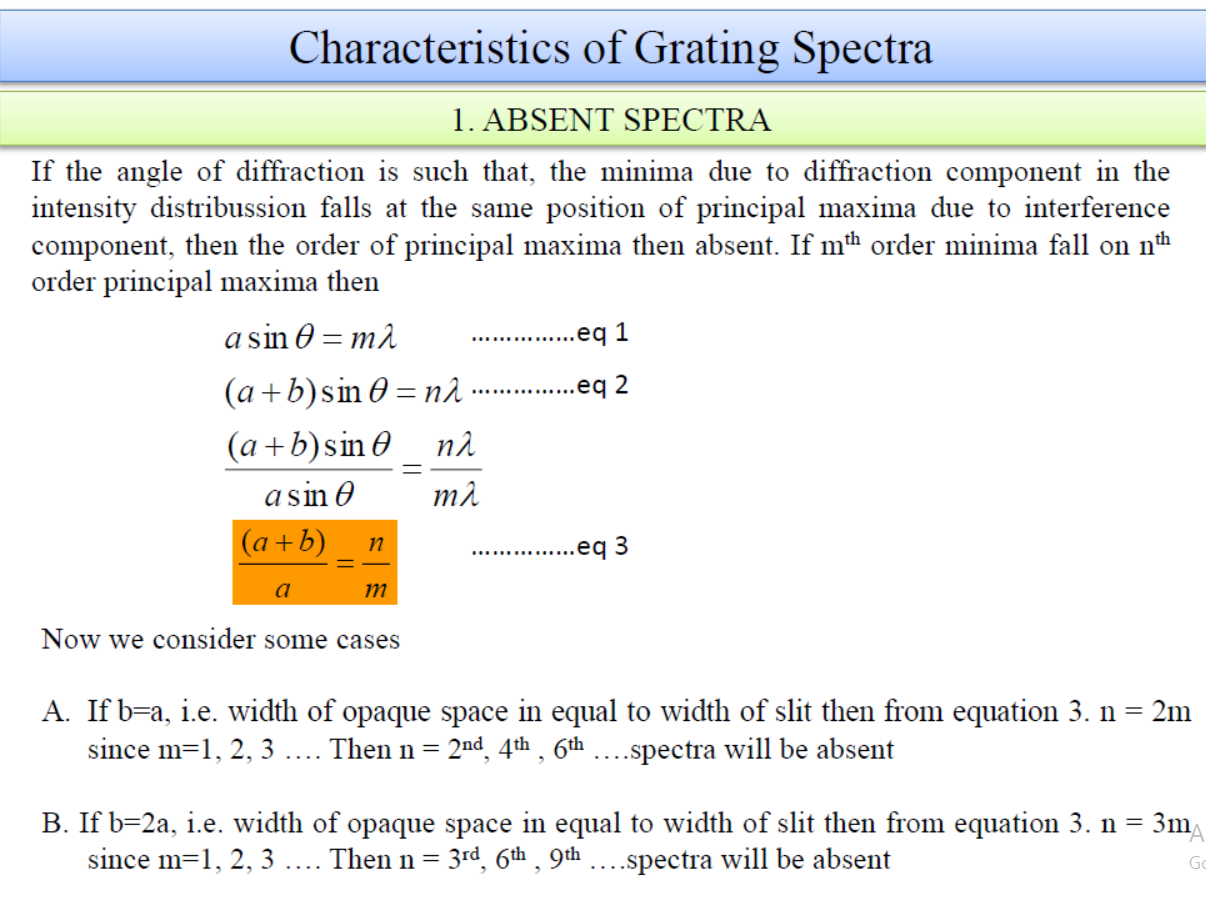 Characteristics of Grating Spectra
1. ABSENT SPECTRA
If the angle of diffraction is such that, the minima due to diffraction component in the
intensity distribussion falls at the same position of principal maxima due to interference
component, then the order of principal maxima then absent. If mᵗʰ order minima fall on nᵗʰ
order principal maxima then
a sin θ = mλ ...............eq 1
(a + b) sin θ = nλ ...............eq 2
(a + b) sin θ / a sin θ = nλ / mλ
(a + b) / a = n / m ...............eq 3
Now we consider some cases
A. If b=a, i.e. width of opaque space in equal to width of slit then from equation 3. n = 2m
since m=1, 2, 3 .... Then n = 2ⁿᵈ, 4ᵗʰ , 6ᵗʰ ....spectra will be absent
B. If b=2a, i.e. width of opaque space in equal to width of slit then from equation 3. n = 3m
since m=1, 2, 3 .... Then n = 3ʳᵈ, 6ᵗʰ , 9ᵗʰ ....spectra will be absent